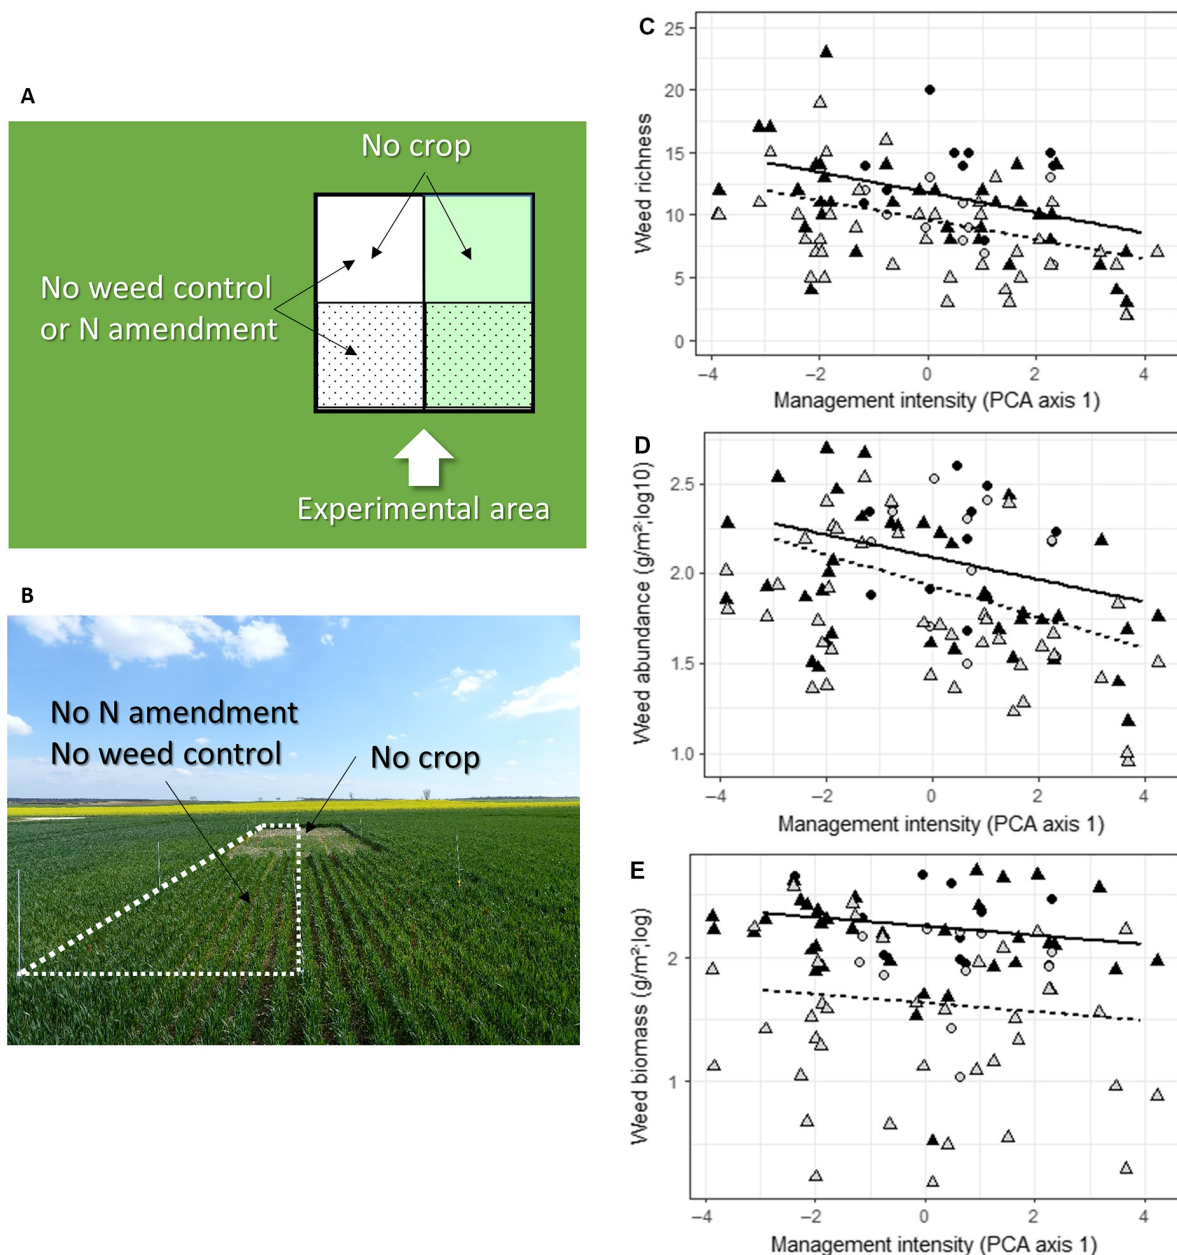 A
No crop
No weed control
or N amendment
Experimental area
B
No N amendment
No weed control
No crop
C
Weed richness
25
20
15
10
5
0
−4
−2
0
2
4
Management intensity (PCA axis 1)
D
Weed abundance (g/m²;log10)
2.5
2.0
1.5
1.0
−4
−2
0
2
4
Management intensity (PCA axis 1)
E
Weed biomass (g/m²;log)
2
1
−4
−2
0
2
4
Management intensity (PCA axis 1)